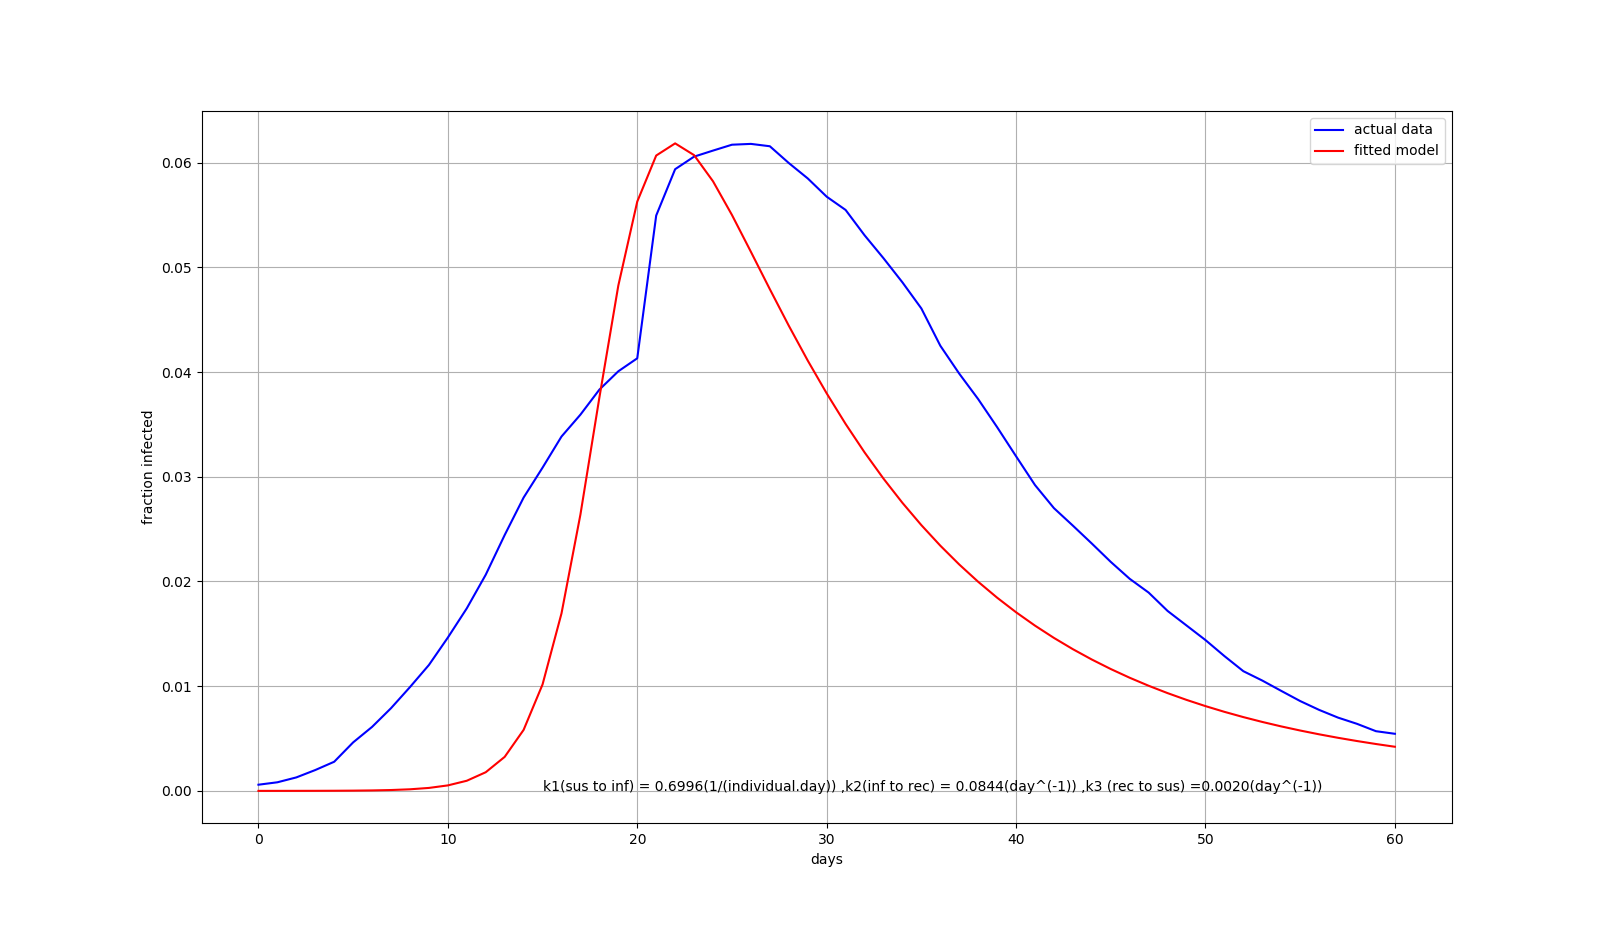 actual data
fitted model
0.06
0.05
0.04
0.03
0.02
0.01
0.00
fraction infected
k1(sus to inf) = 0.6996(1/(individual.day)) ,k2(inf to rec) = 0.0844(day^(-1)) ,k3 (rec to sus) =0.0020(day^(-1))
0 10 20 30 40 50 60
days